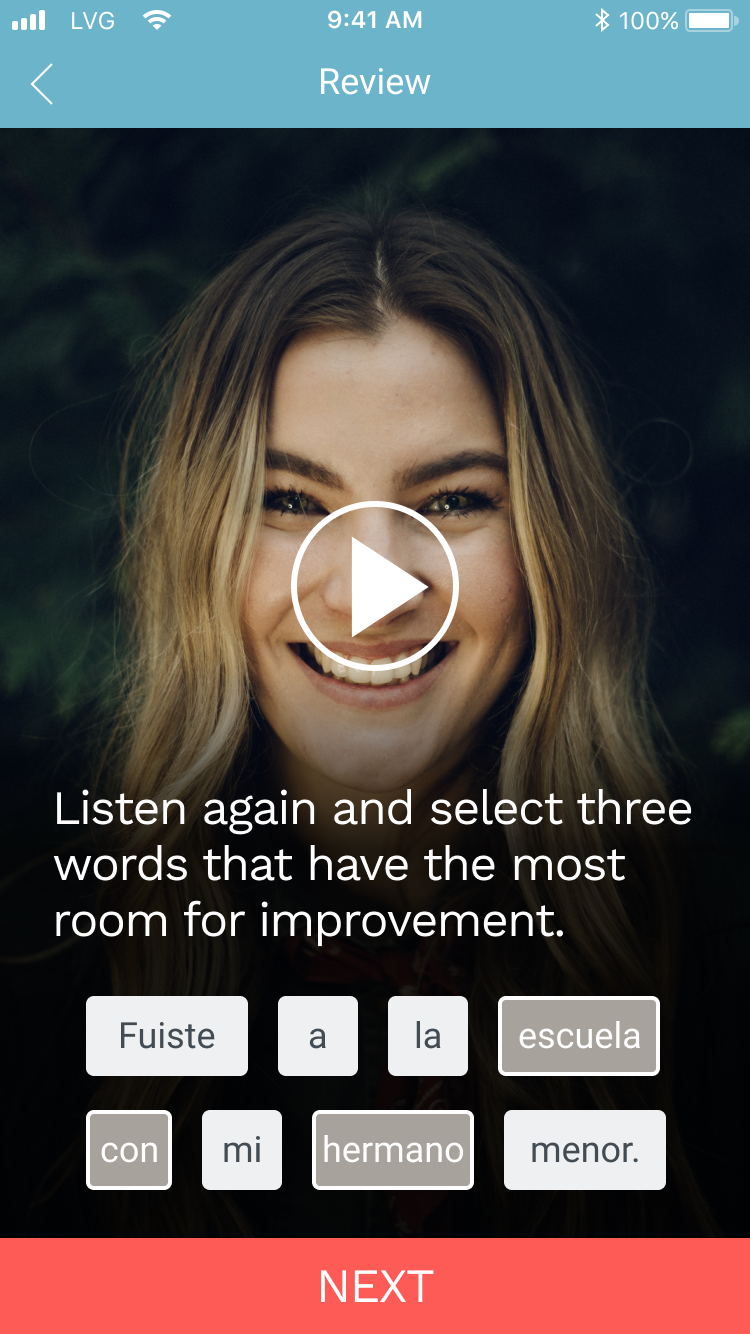 LVG 9:41 AM 100%
Review
Listen again and select three
words that have the most
room for improvement.
Fuiste a la escuela
con mi hermano menor.
NEXT